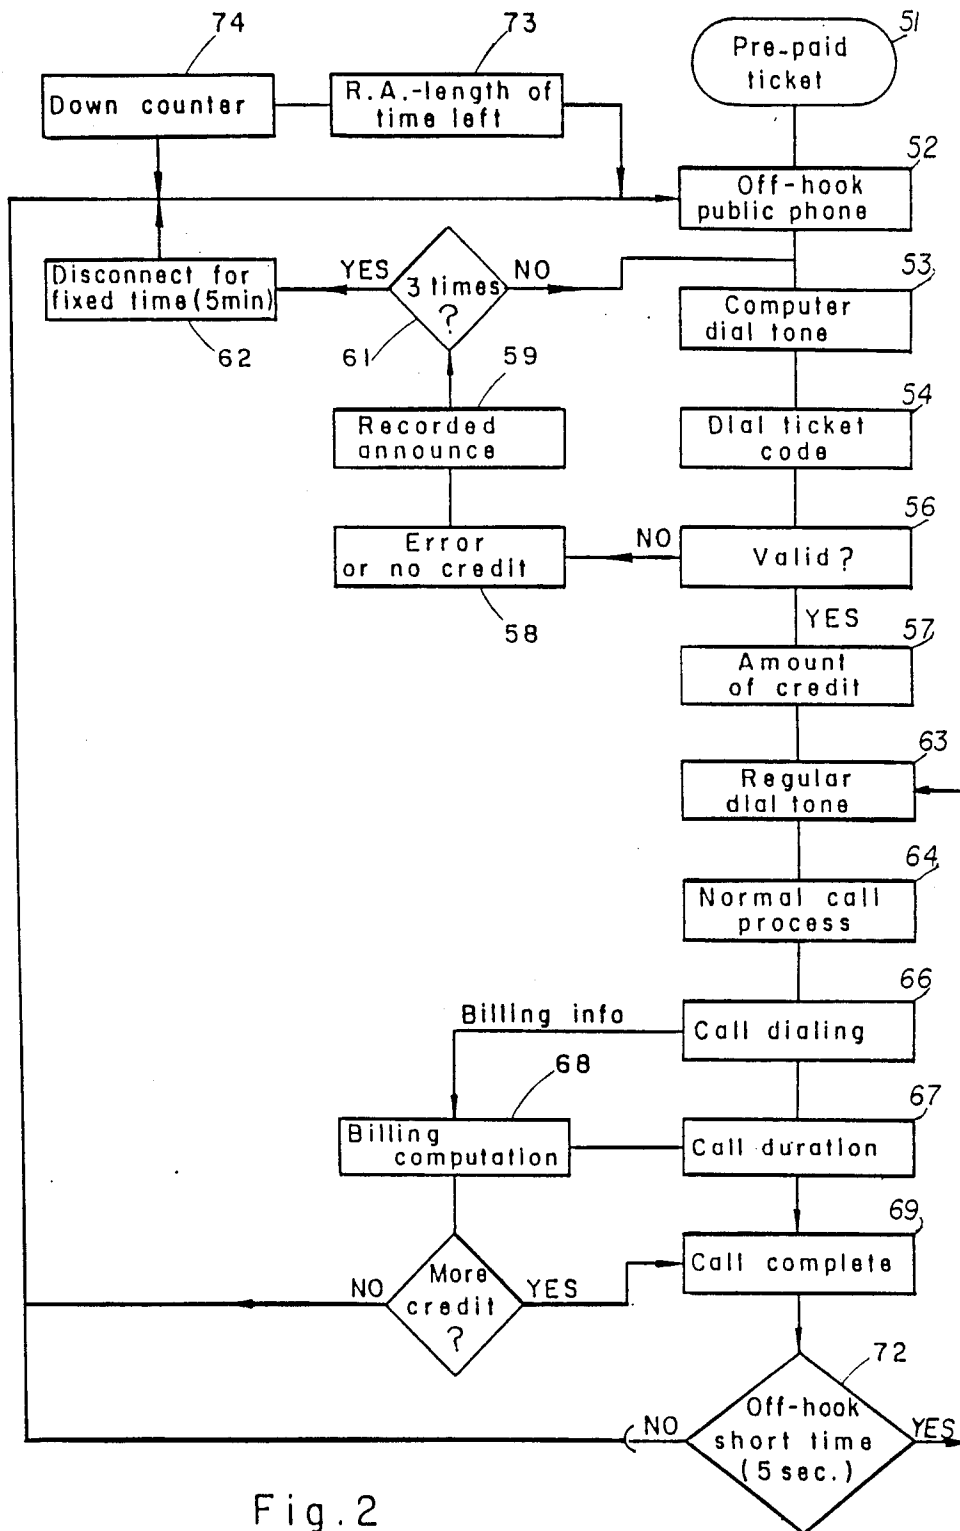 74
73
51
Pre-paid
ticket
Down counter
R.A.-length of
time left
52
Off-hook
public phone
Disconnect for
fixed time (5min)
62
YES
3 times
?
NO
61
53
Computer
dial tone
59
Recorded
announce
54
Dial ticket
code
56
Valid?
NO
Error
or no credit
58
YES
57
Amount
of credit
63
Regular
dial tone
64
Normal call
process
66
Call dialing
Billing info
68
Billing
computation
67
Call duration
69
Call complete
NO
More
credit
?
YES
72
Off-hook
short time
(5 sec.)
NO
YES
Fig.2